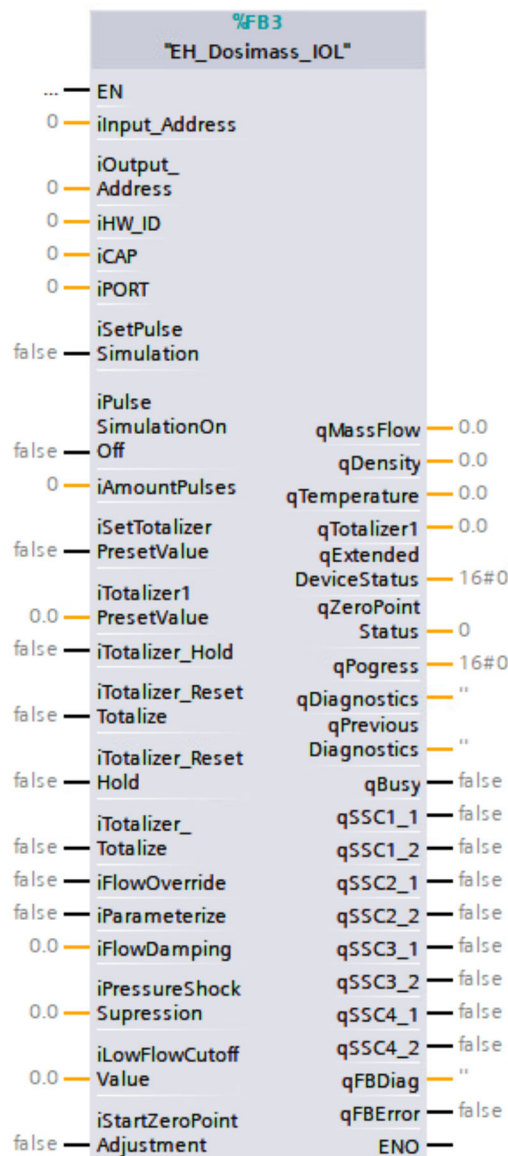 %FB3
"EH_Dosimass_IOL"
... EN
0 iInput_Address
iOutput_
0 Address
0 iHW_ID
0 iCAP
0 iPORT
iSetPulse
false Simulation
iPulse
SimulationOn
false Off
0 iAmountPulses
iSetTotalizer
false PresetValue
iTotalizer1
0.0 PresetValue
false iTotalizer_Hold
iTotalizer_Reset
false Totalize
iTotalizer_Reset
false Hold
iTotalizer_
false Totalize
false iFlowOverride
false iParameterize
0.0 iFlowDamping
iPressureShock
0.0 Supression
iLowFlowCutoff
0.0 Value
iStartZeroPoint
false Adjustment
qMassFlow 0.0
qDensity 0.0
qTemperature 0.0
qTotalizer1 0.0
qExtended
DeviceStatus 16#0
qZeroPoint
Status 0
qPogress 16#0
qDiagnostics ''
qPrevious
Diagnostics ''
qBusy false
qSSC1_1 false
qSSC1_2 false
qSSC2_1 false
qSSC2_2 false
qSSC3_1 false
qSSC3_2 false
qSSC4_1 false
qSSC4_2 false
qFBDiag ''
qFBError false
ENO